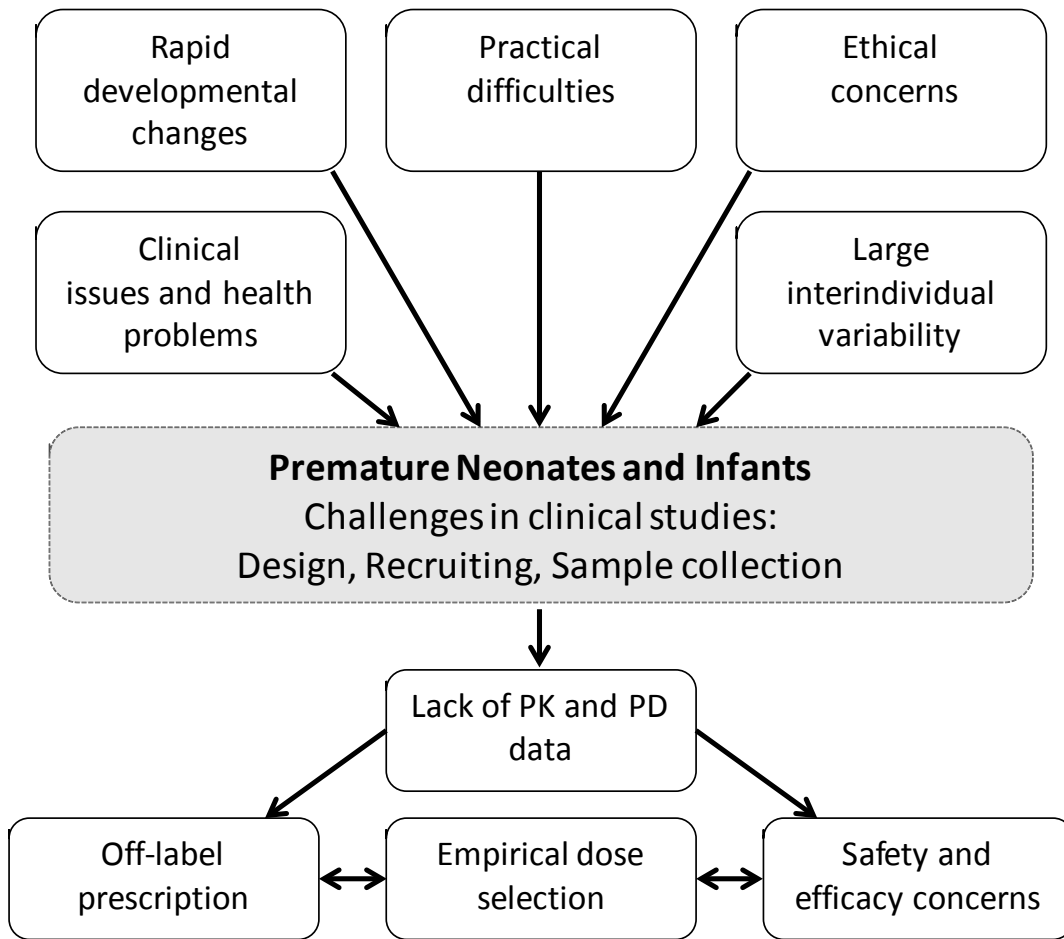 Rapid
developmental
changes
Practical
difficulties
Ethical
concerns
Clinical
issues and health
problems
Large
interindividual
variability
Premature Neonates and Infants
Challenges in clinical studies:
Design, Recruiting, Sample collection
Lack of PK and PD
data
Off-label
prescription
Empirical dose
selection
Safety and
efficacy concerns